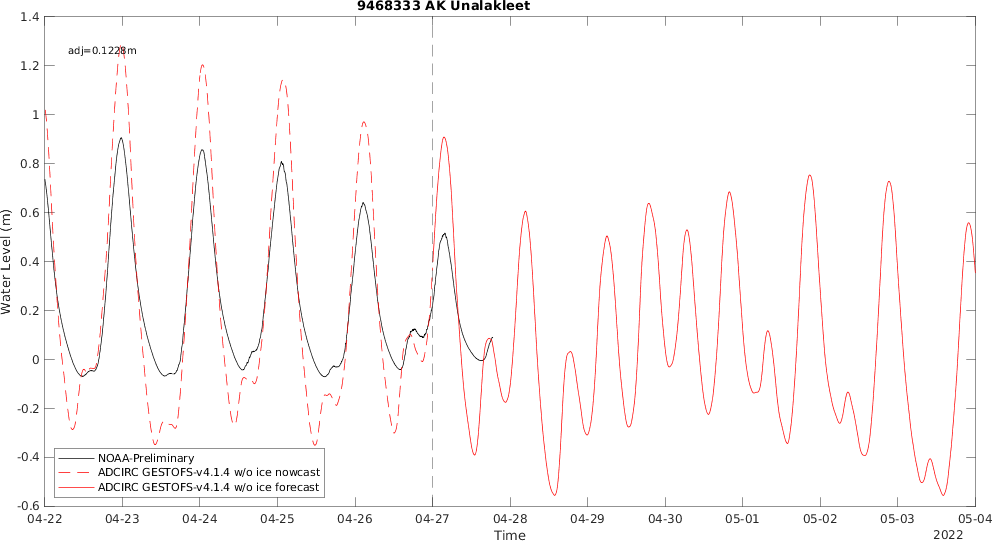 9468333 AK Unalakleet
adj=0.1228m
1.4
1.2
1
0.8
0.6
0.4
0.2
0
-0.2
-0.4
-0.6
Water Level (m)
NOAA-Preliminary
ADCIRC GESTOFS-v4.1.4 w/o ice nowcast
ADCIRC GESTOFS-v4.1.4 w/o ice forecast
04-22 04-23 04-24 04-25 04-26 04-27 04-28 04-29 04-30 05-01 05-02 05-03 05-04
Time
2022